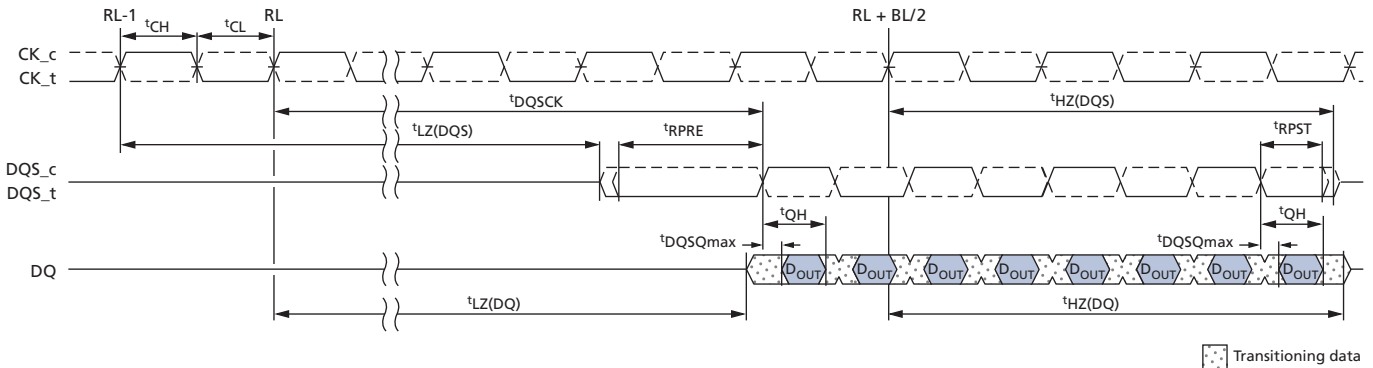 RL-1
RL
RL + BL/2
tCH
tCL
CK_c
CK_t
tDQSCK
tHZ(DQS)
tLZ(DQS)
tRPRE
tRPST
DQS_c
DQS_t
tQH
tQH
tDQSQmax
tDQSQmax
DQ
DOUT DOUT DOUT DOUT DOUT DOUT DOUT DOUT
tLZ(DQ)
tHZ(DQ)
Transitioning data